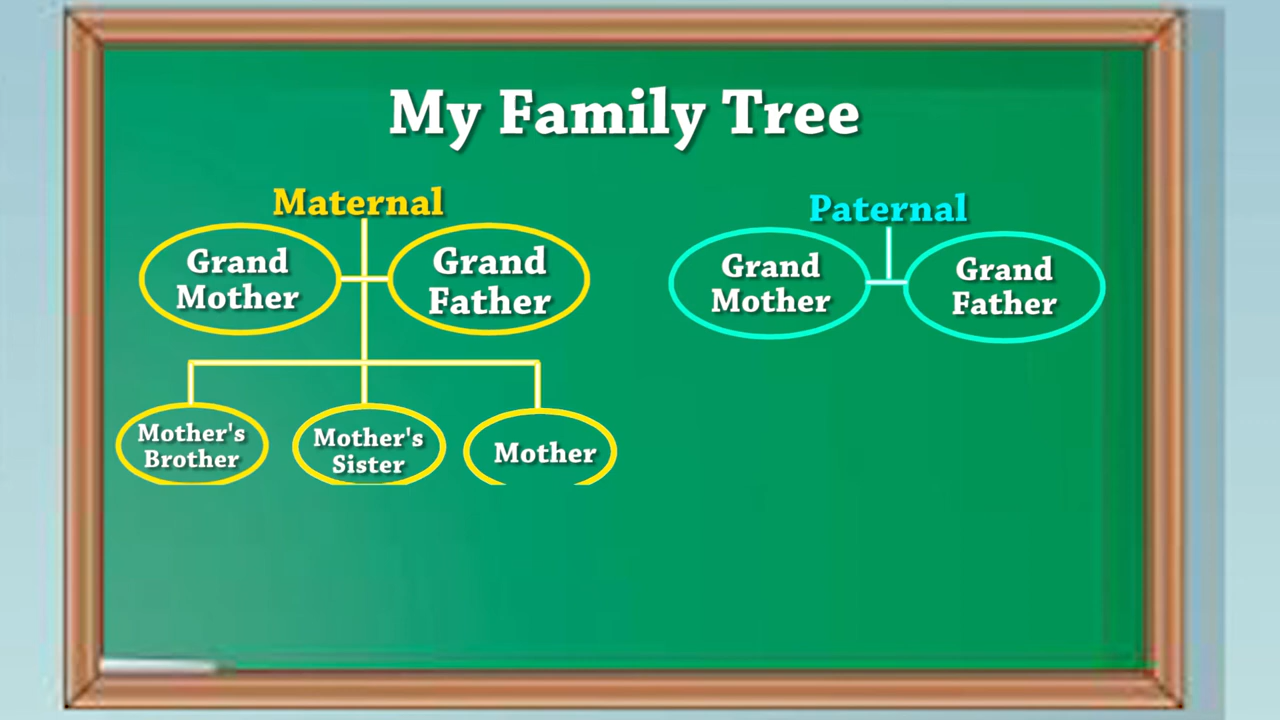 My Family Tree
Maternal
Grand
Mother
Grand
Father
Mother's
Brother
Mother's
Sister
Mother
Paternal
Grand
Mother
Grand
Father